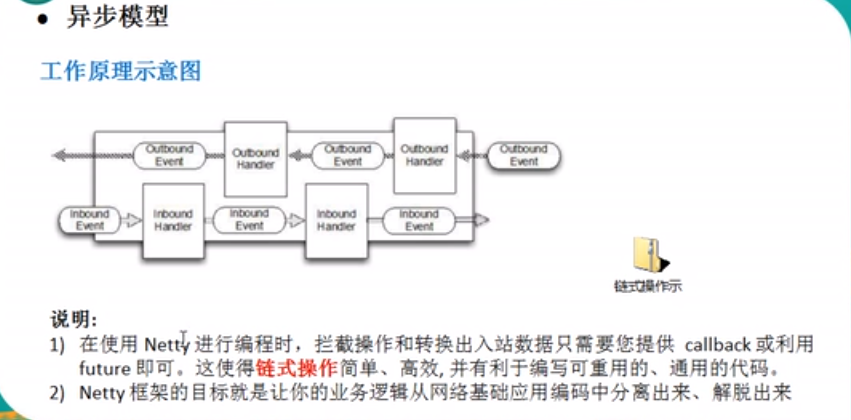 • 异步模型
工作原理示意图
Outbound Event
Outbound Handler
Outbound Event
Outbound Handler
Outbound Event
Inbound Event
Inbound Handler
Inbound Event
Inbound Handler
Inbound Event
链式操作示
说明:
1) 在使用 Netty 进行编程时，拦截操作和转换出入站数据只需要您提供 callback 或利用
future 即可。这使得链式操作简单、高效, 并有利于编写可重用的、通用的代码。
2) Netty 框架的目标就是让你的业务逻辑从网络基础应用编码中分离出来、解脱出来